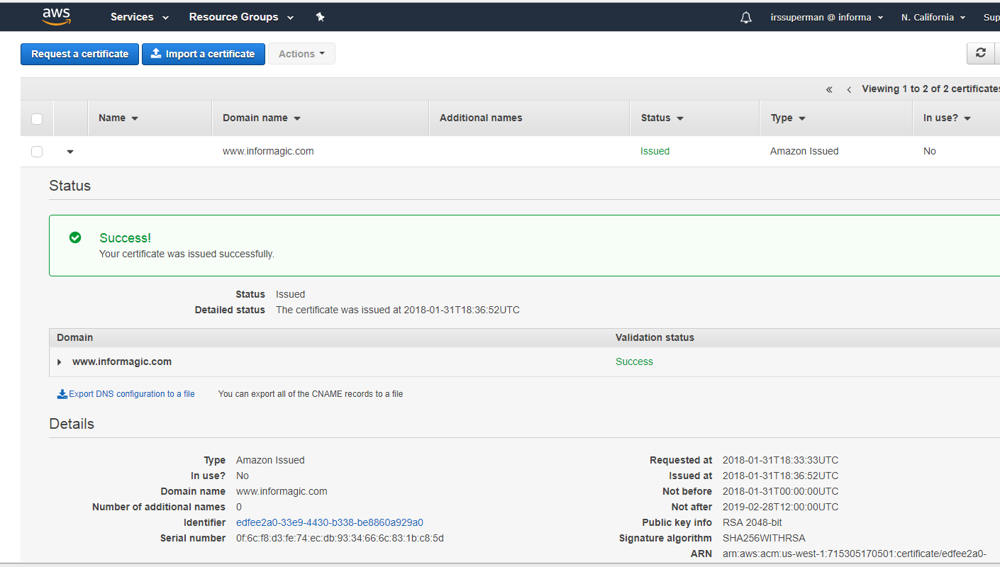 aws Services Resource Groups irssuperman @ informa N. California Sup
Request a certificate Import a certificate Actions
« ‹ Viewing 1 to 2 of 2 certificates
Name Domain name Additional names Status Type In use?
www.informagic.com Issued Amazon Issued No
Status
Success!
Your certificate was issued successfully.
Status Issued
Detailed status The certificate was issued at 2018-01-31T18:36:52UTC
Domain Validation status
www.informagic.com Success
Export DNS configuration to a file You can export all of the CNAME records to a file
Details
Type Amazon Issued Requested at 2018-01-31T18:33:33UTC
In use? No Issued at 2018-01-31T18:36:52UTC
Domain name www.informagic.com Not before 2018-01-31T00:00:00UTC
Number of additional names 0 Not after 2019-02-28T12:00:00UTC
Identifier edfee2a0-33e9-4430-b338-be8860a929a0 Public key info RSA 2048-bit
Serial number 0f:6c:f8:d3:fe:74:ec:db:93:34:66:6c:83:1b:c8:5d Signature algorithm SHA256WITHRSA
ARN arn:aws:acm:us-west-1:715305170501:certificate/edfee2a0-